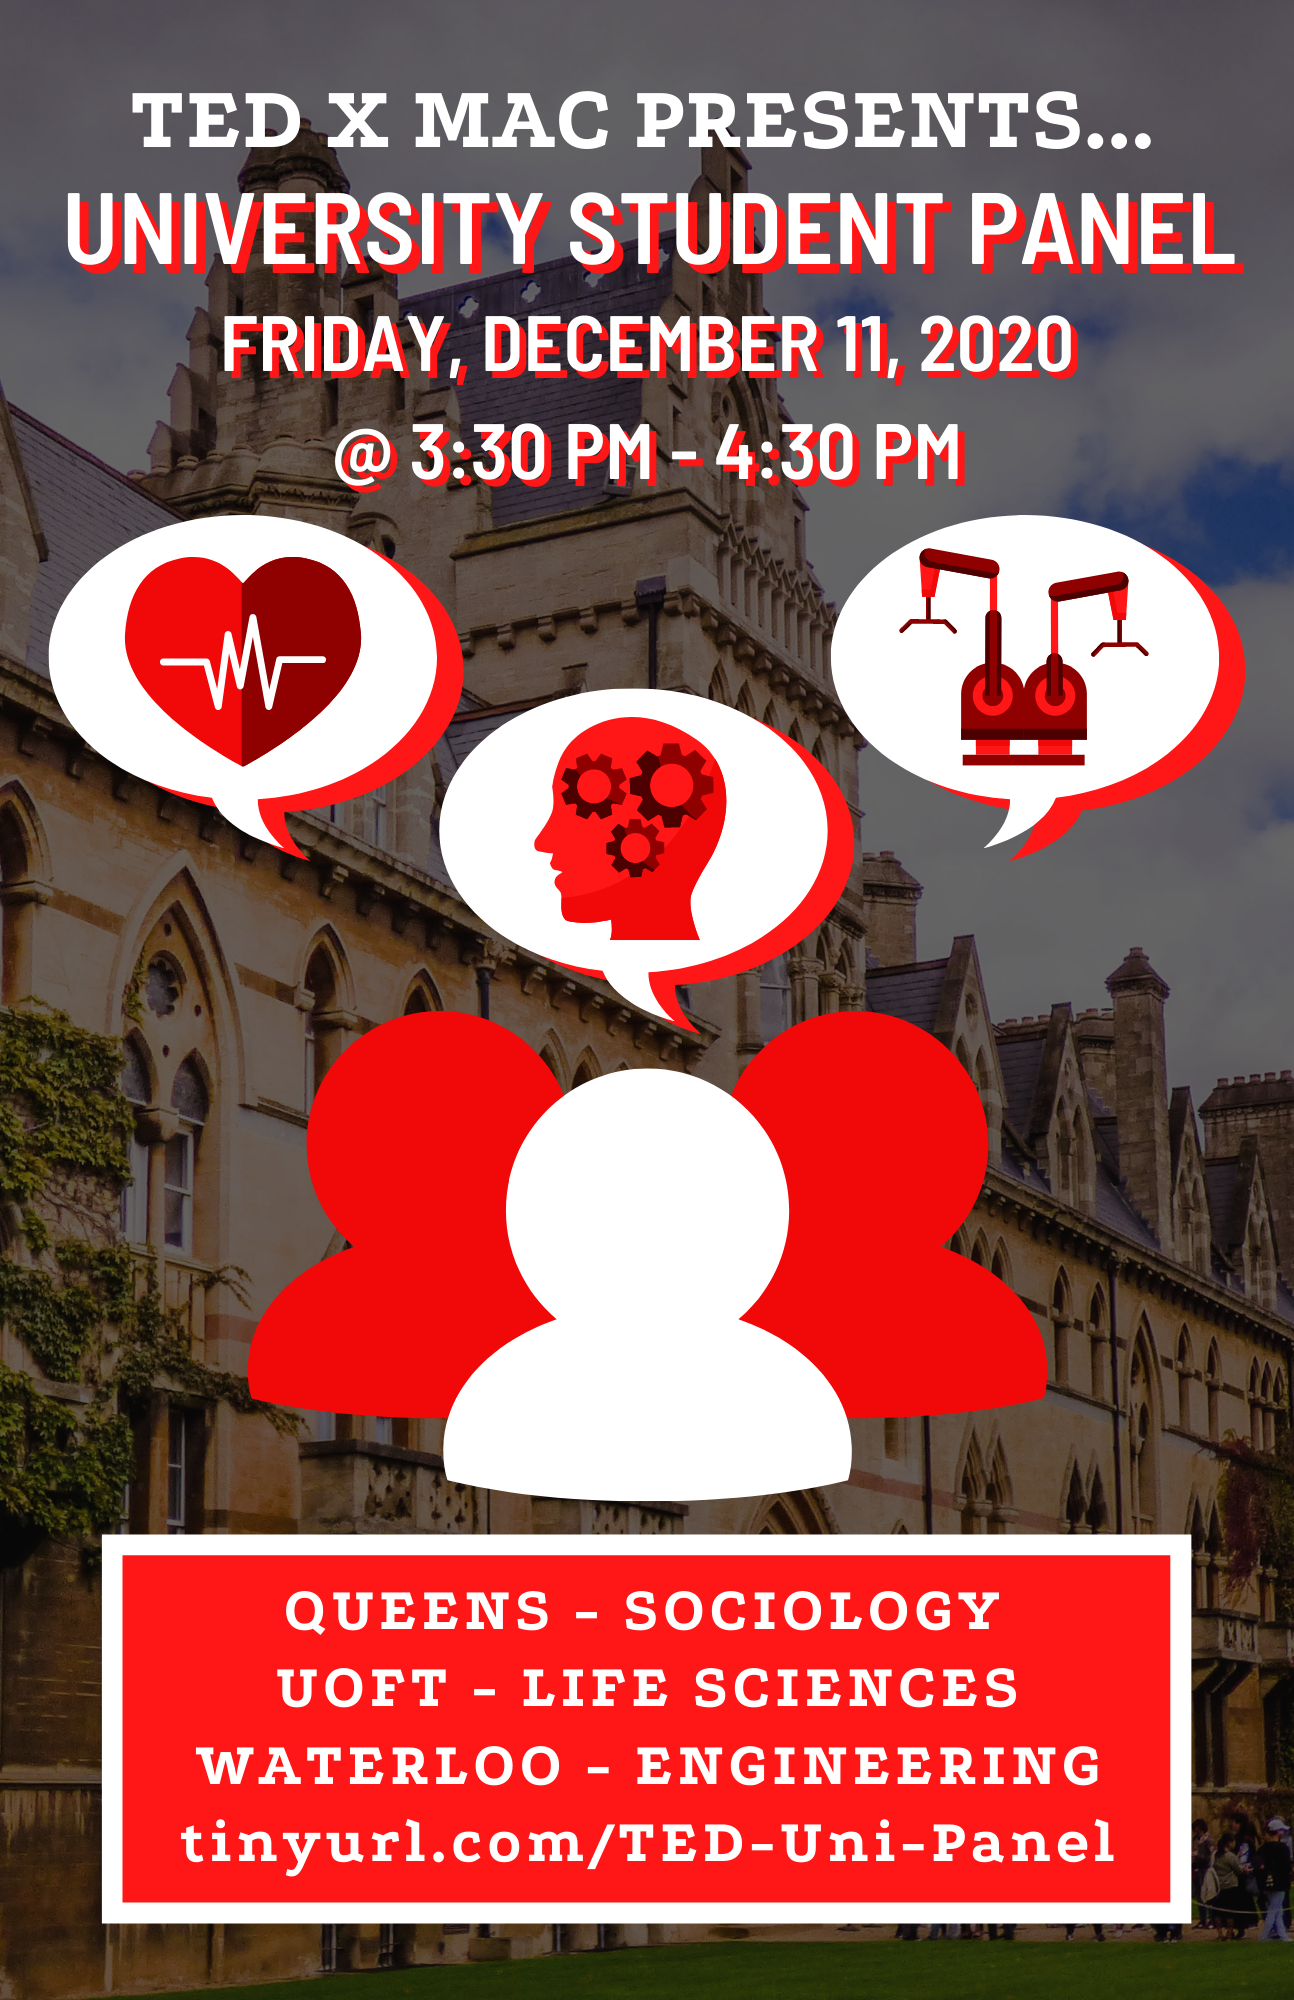 TED X MAC PRESENTS...
UNIVERSITY STUDENT PANEL
FRIDAY, DECEMBER 11, 2020
@ 3:30 PM - 4:30 PM
QUEENS - SOCIOLOGY
UOFT - LIFE SCIENCES
WATERLOO - ENGINEERING
tinyurl.com/TED-Uni-Panel